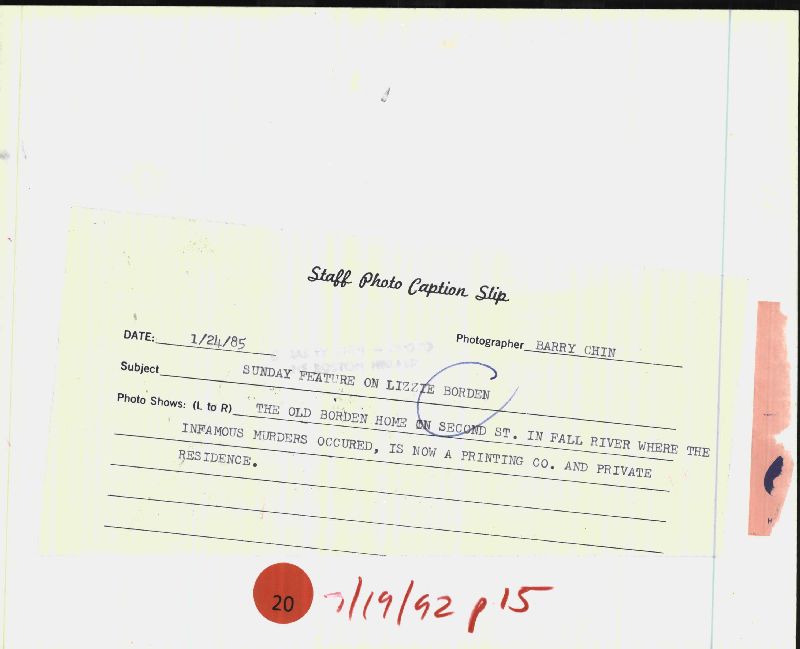 Staff Photo Caption Slip
DATE: 1/24/85 Photographer BARRY CHIN
Subject SUNDAY FEATURE ON LIZZIE BORDEN
Photo Shows: (L to R) THE OLD BORDEN HOME ON SECOND ST. IN FALL RIVER WHERE THE
INFAMOUS MURDERS OCCURED, IS NOW A PRINTING CO. AND PRIVATE
RESIDENCE.
20 7/19/92 p 15
H